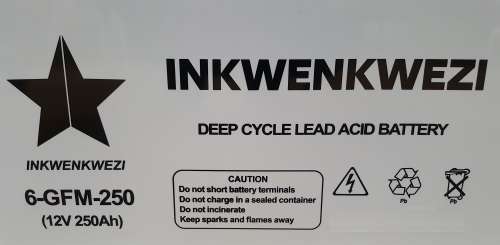 INKWENKWEZI
DEEP CYCLE LEAD ACID BATTERY
INKWENKWEZI
6-GFM-250
(12V 250Ah)
CAUTION
Do not short battery terminals
Do not charge in a sealed container
Do not incinerate
Keep sparks and flames away
Pb
Pb